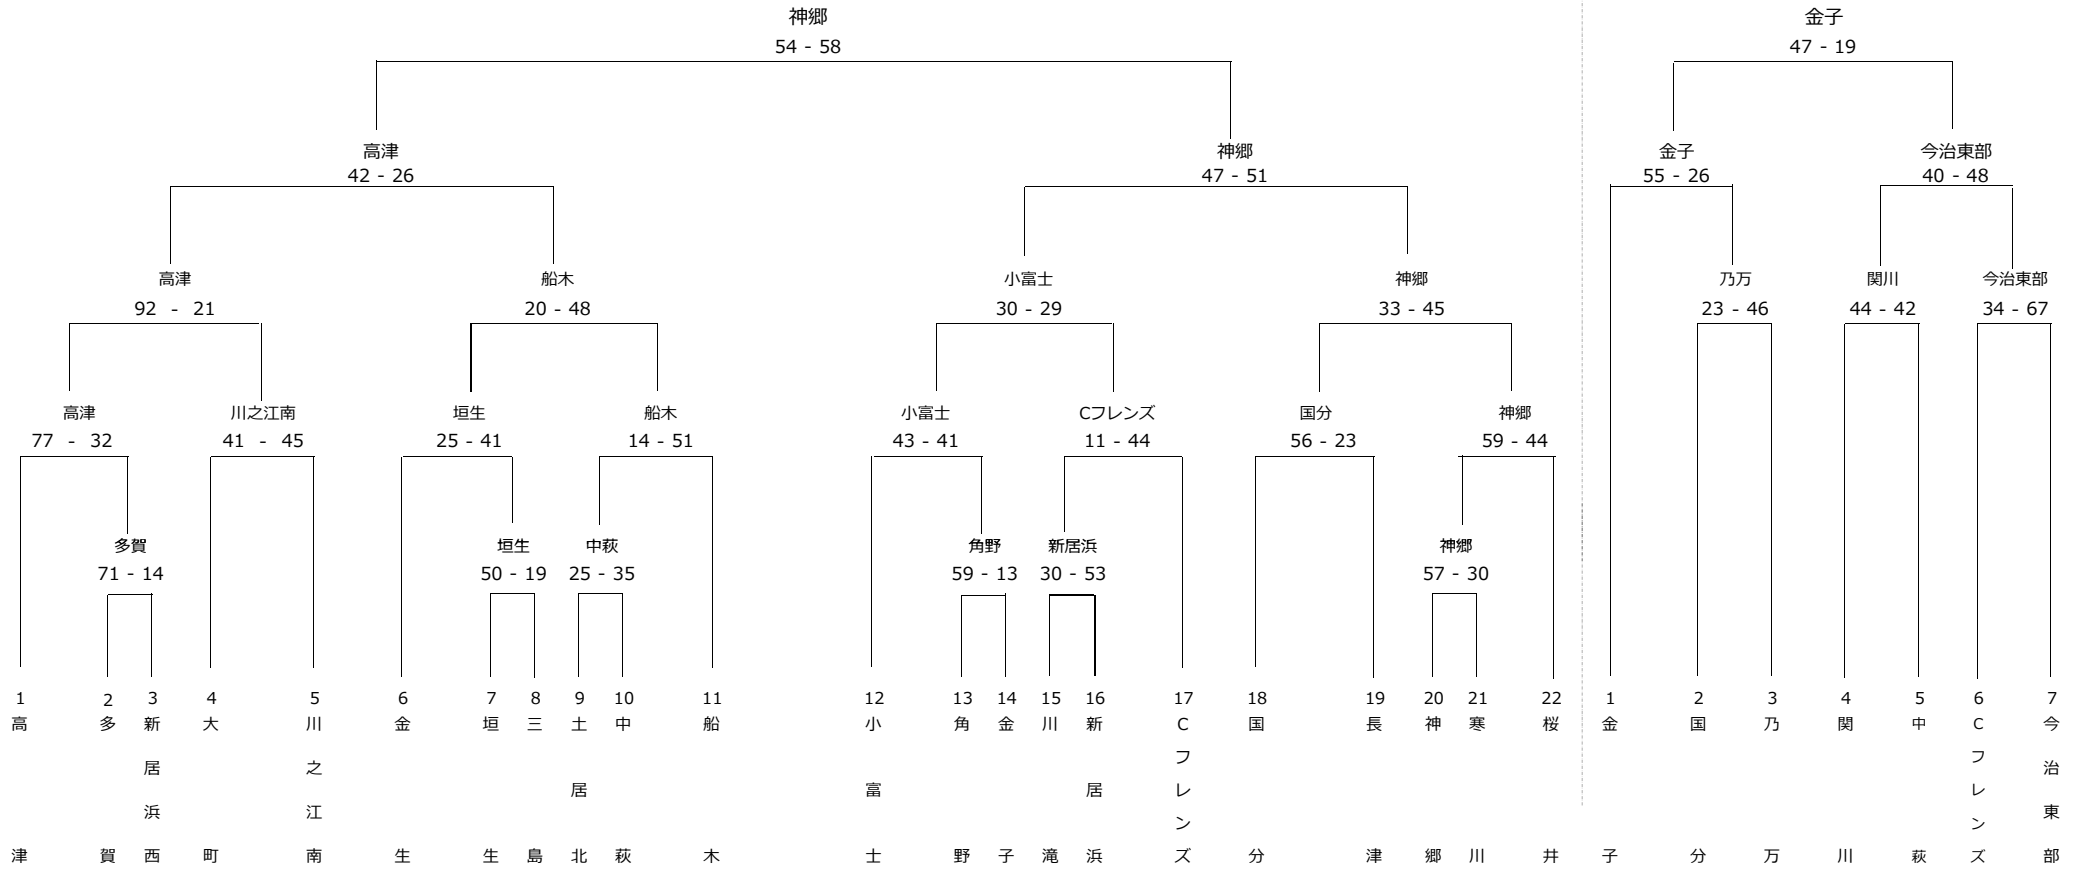 神郷 金子
54 - 58 47 - 19
高津 神郷 金子 今治東部
42 - 26 47 - 51 55 - 26 40 - 48
高津 船木 小富士 神郷 乃万 関川 今治東部
92 - 21 20 - 48 30 - 29 33 - 45 23 - 46 44 - 42 34 - 67
高津 川之江南 垣生 船木 小富士 Cフレンズ 国分 神郷
77 - 32 41 - 45 25 - 41 14 - 51 43 - 41 11 - 44 56 - 23 59 - 44
多賀 垣生 中萩 角野 新居浜 神郷
71 - 14 50 - 19 25 - 35 59 - 13 30 - 53 57 - 30
1 2 3 4 5 6 7 8 9 10 11 12 13 14 15 16 17 18 19 20 21 22 1 2 3 4 5 6 7
高津
多賀
新居浜西
大町
川之江南
金生
垣生
三島
土居北
中萩
船木
小富士
角野
金子
川滝
新居浜
Cフレンズ
国分
長津
神郷
寒川
桜井
金子
国分
乃万
関川
中萩
Cフレンズ
今治東部